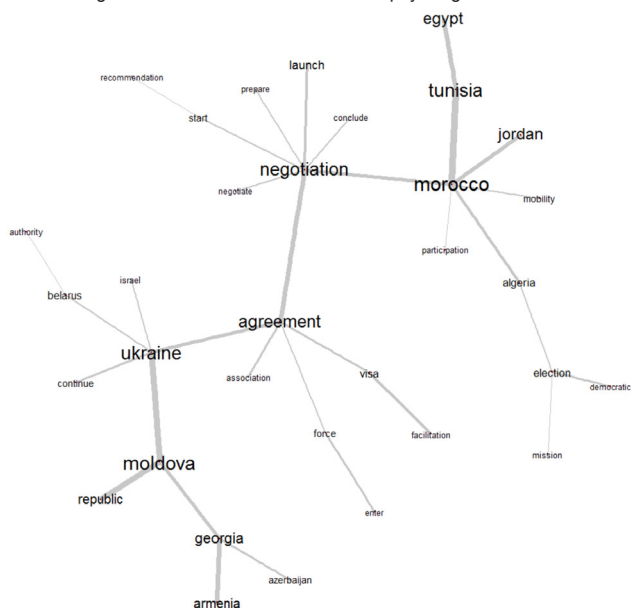 egypt
launch
recommendation
prepare
tunisia
start
conclude
jordan
negotiation
morocco
negotiate
mobility
authority
participation
israel
algeria
belarus
agreement
ukraine
visa
election
continue
association
democratic
force
facilitation
mission
moldova
republic
enter
georgia
azerbaijan
armenia